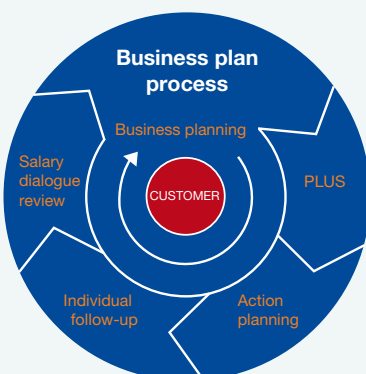 Business plan
process
Business planning
Salary
dialogue
review
CUSTOMER
PLUS
Individual
follow-up
Action
planning